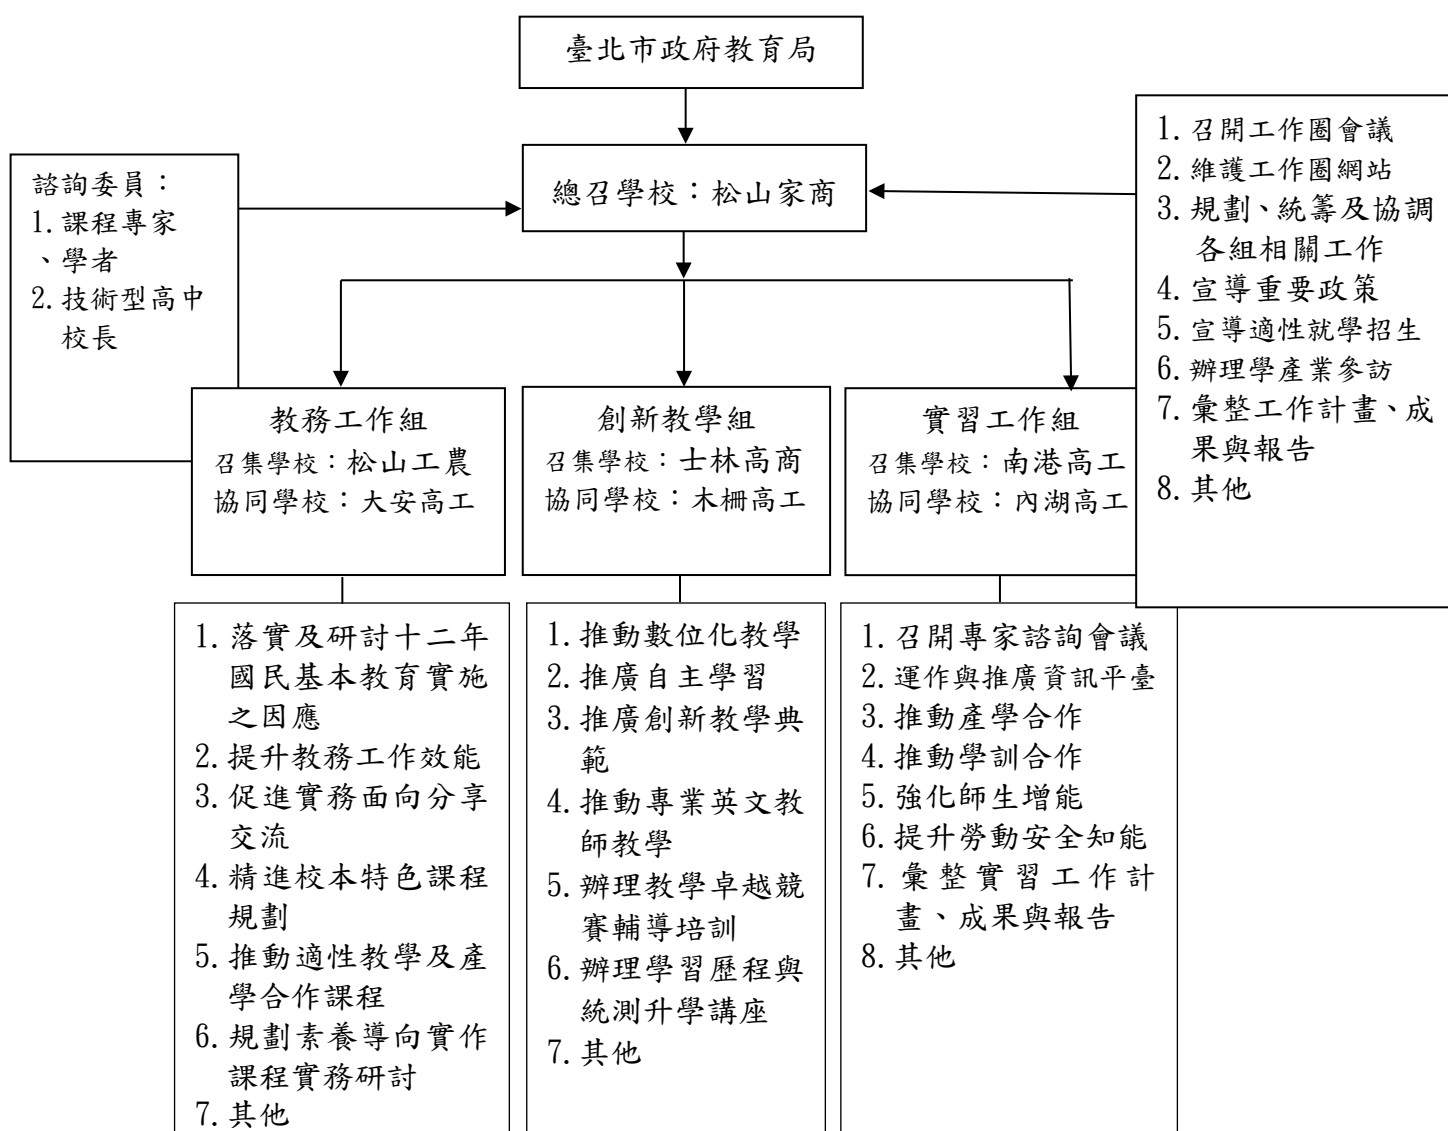 臺北市政府教育局
總召學校：松山家商
諮詢委員：
1.課程專家
、學者
2.技術型高中
校長
1.召開工作圈會議
2.維護工作圈網站
3.規劃、統籌及協調
各組相關工作
4.宣導重要政策
5.宣導適性就學招生
6.辦理學產業參訪
7.彙整工作計畫、成
果與報告
8.其他
教務工作組
召集學校：松山工農
協同學校：大安高工
創新教學組
召集學校：士林高商
協同學校：木柵高工
實習工作組
召集學校：南港高工
協同學校：內湖高工
1.落實及研討十二年
國民基本教育實施
之因應
2.提升教務工作效能
3.促進實務面向分享
交流
4.精進校本特色課程
規劃
5.推動適性教學及產
學合作課程
6.規劃素養導向實作
課程實務研討
7.其他
1.推動數位化教學
2.推廣自主學習
3.推廣創新教學典
範
4.推動專業英文教
師教學
5.辦理教學卓越競
賽輔導培訓
6.辦理學習歷程與
統測升學講座
7.其他
1.召開專家諮詢會議
2.運作與推廣資訊平臺
3.推動產學合作
4.推動學訓合作
5.強化師生增能
6.提升勞動安全知能
7.彙整實習工作計
畫、成果與報告
8.其他